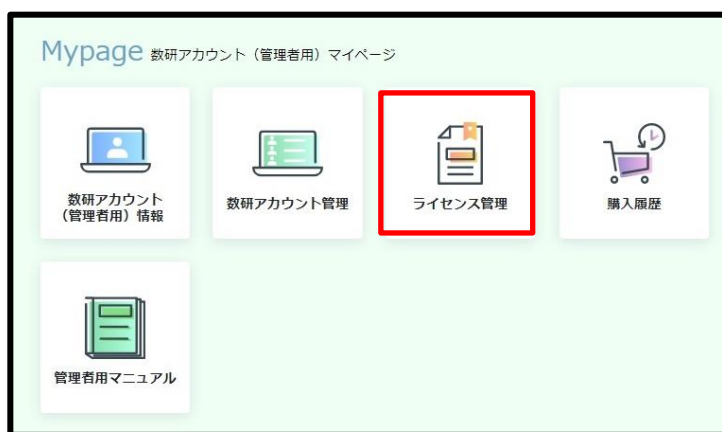 Mypage 数研アカウント（管理者用）マイページ
数研アカウント
（管理者用）情報
数研アカウント管理
ライセンス管理
購入履歴
管理者用マニュアル